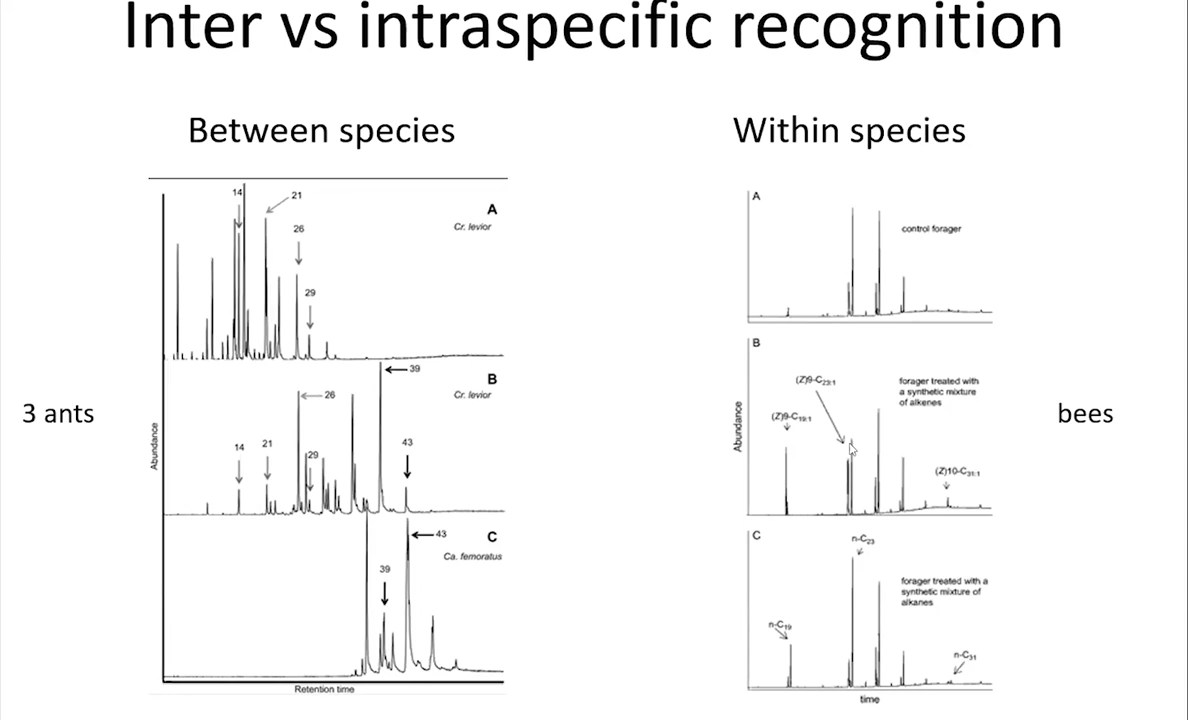 Inter vs intraspecific recognition
Between species
Within species
3 ants
14
21
A
Cr. levior
26
29
39
B
Cr. levior
26
14
21
29
43
Abundance
43
C
Ca. femoratus
39
Retention time
A
control forager
B
(Z)9-C23:1
forager treated with
a synthetic mixture
of alkenes
(Z)9-C19:1
(Z)10-C31:1
Abundance
C
n-C23
forager treated with a
synthetic mixture of
alkanes
n-C19
n-C31
time
bees